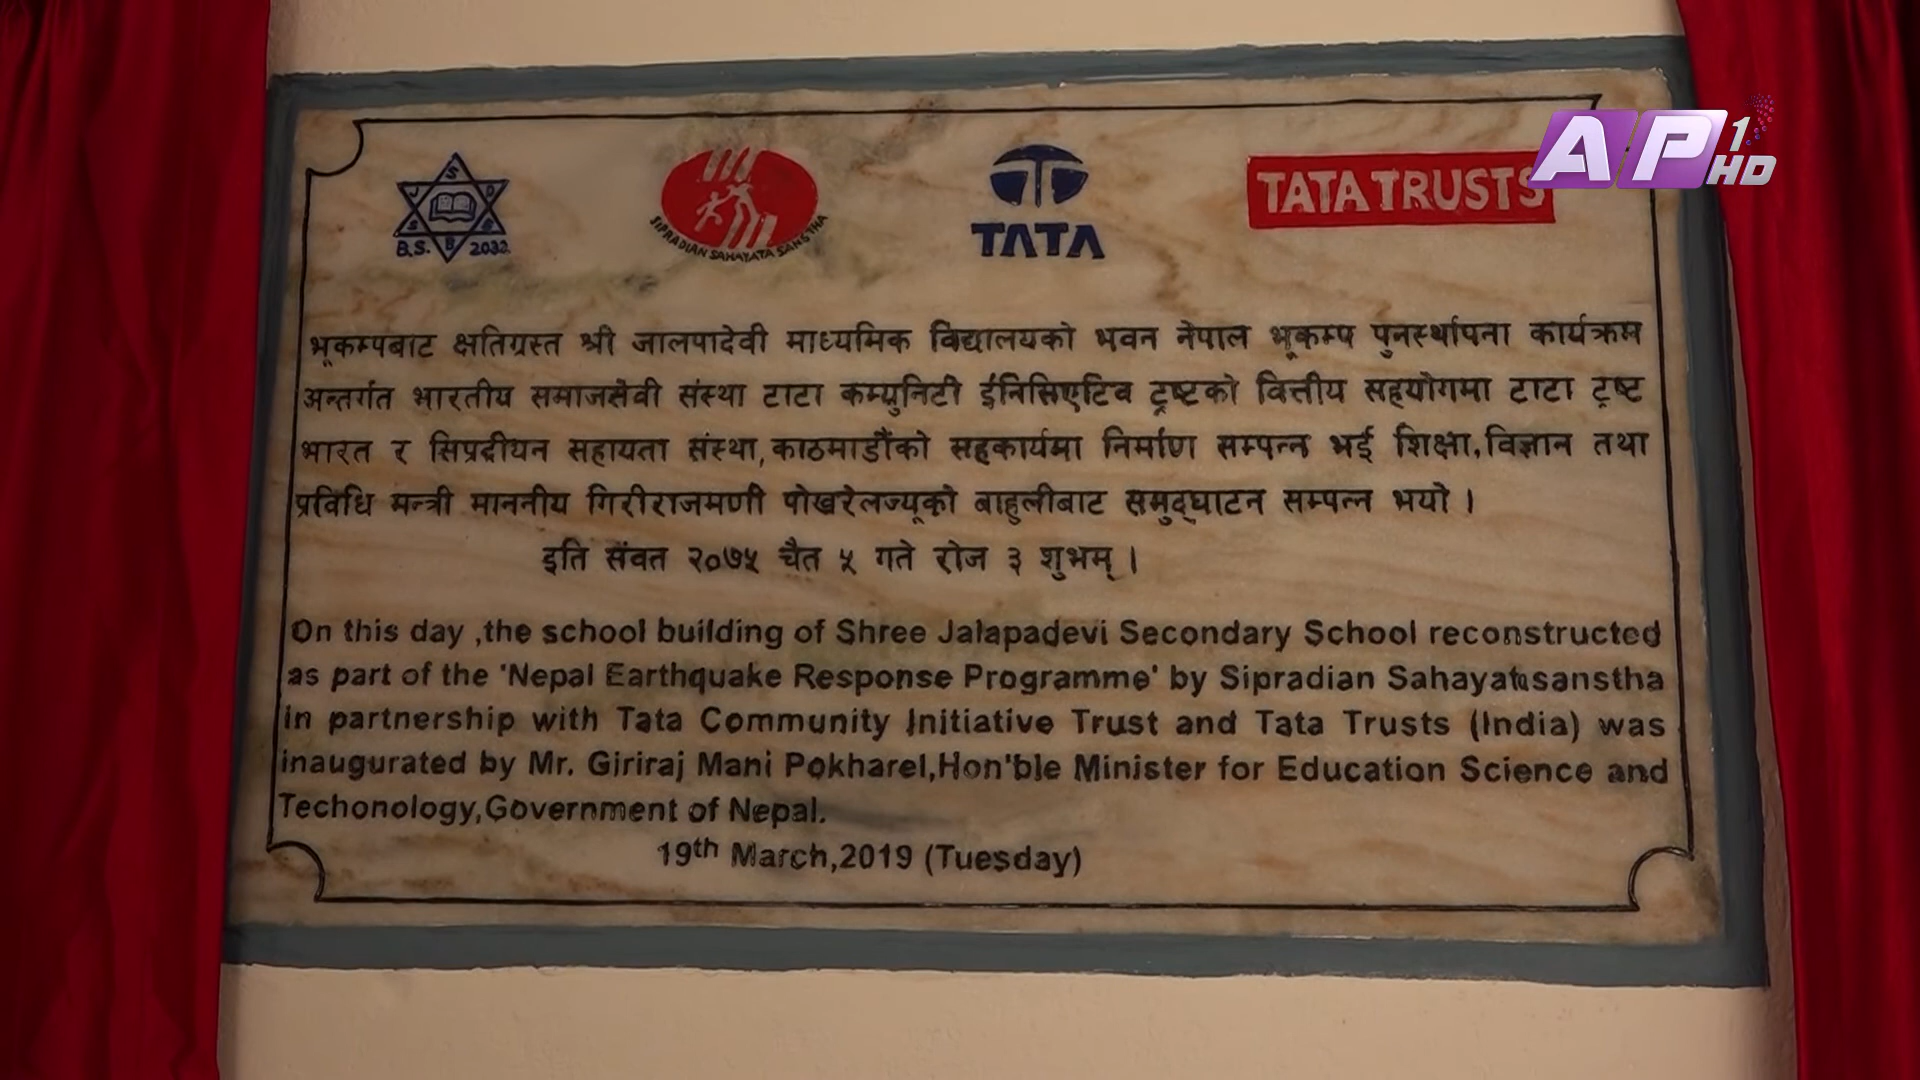 J S D S B S
B.S. 2032
SIPRADIAN SAHAYATA SANSTHA
TATA
TATA TRUSTS
AP1 HD
भूकम्पबाट क्षतिग्रस्त श्री जालपादेवी माध्यमिक विद्यालयको भवन नेपाल भूकम्प पुनर्स्थापना कार्यक्रम
अन्तर्गत भारतीय समाजसेवी संस्था टाटा कम्युनिटी ईनिसिएटिव ट्रष्टको वित्तीय सहयोगमा टाटा ट्रष्ट
भारत र सिप्रदीयन सहायता संस्था,काठमाडौंको सहकार्यमा निर्माण सम्पन्न भई शिक्षा,विज्ञान तथा
प्रविधि मन्त्री माननीय गिरीराजमणी पोखरेलज्यूको बाहुलीबाट समुद्घाटन सम्पन्न भयो ।
इति संवत २०७५ चैत ५ गते रोज ३ शुभम् ।
On this day ,the school building of Shree Jalapadevi Secondary School reconstructed
as part of the 'Nepal Earthquake Response Programme' by Sipradian Sahayatasanstha
in partnership with Tata Community Initiative Trust and Tata Trusts (India) was
inaugurated by Mr. Giriraj Mani Pokharel,Hon'ble Minister for Education Science and
Techonology,Government of Nepal.
19th March,2019 (Tuesday)